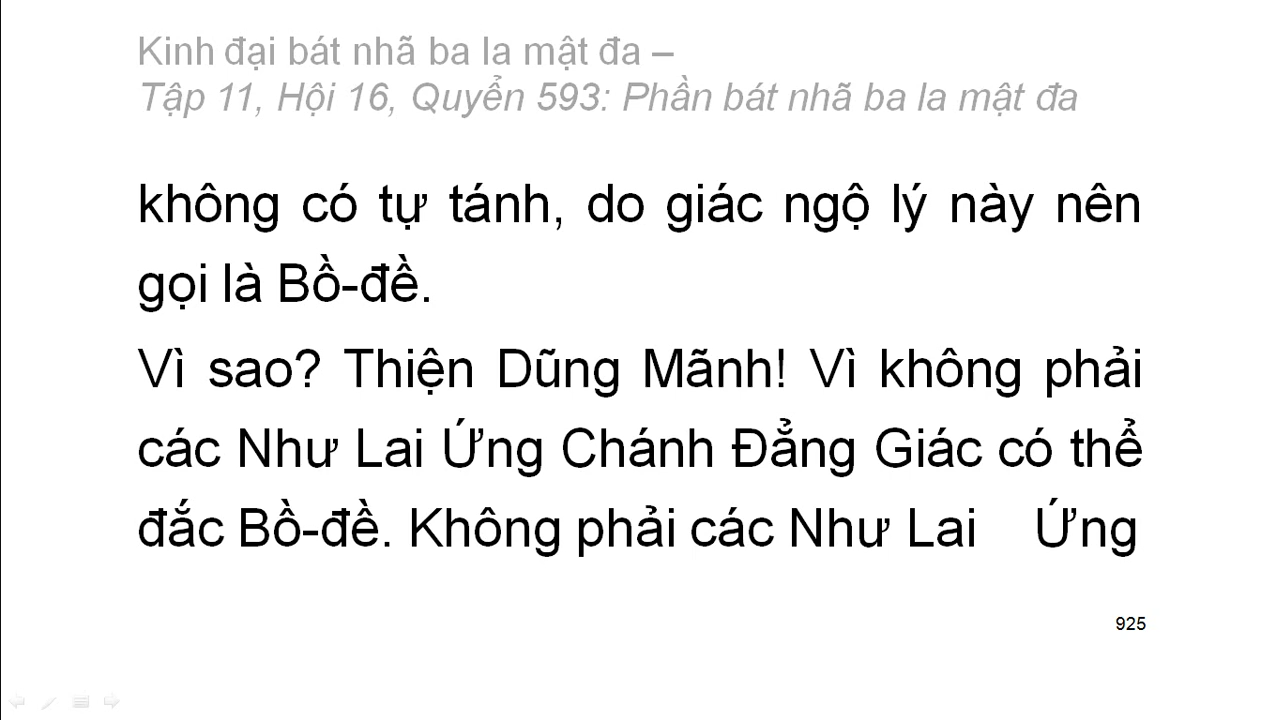 Kinh đại bát nhã ba la mật đa –
Tập 11, Hội 16, Quyển 593: Phần bát nhã ba la mật đa
không có tự tánh, do giác ngộ lý này nên
gọi là Bồ-đề.
Vì sao? Thiện Dũng Mãnh! Vì không phải
các Như Lai Ứng Chánh Đẳng Giác có thể
đắc Bồ-đề. Không phải các Như Lai Ứng
925